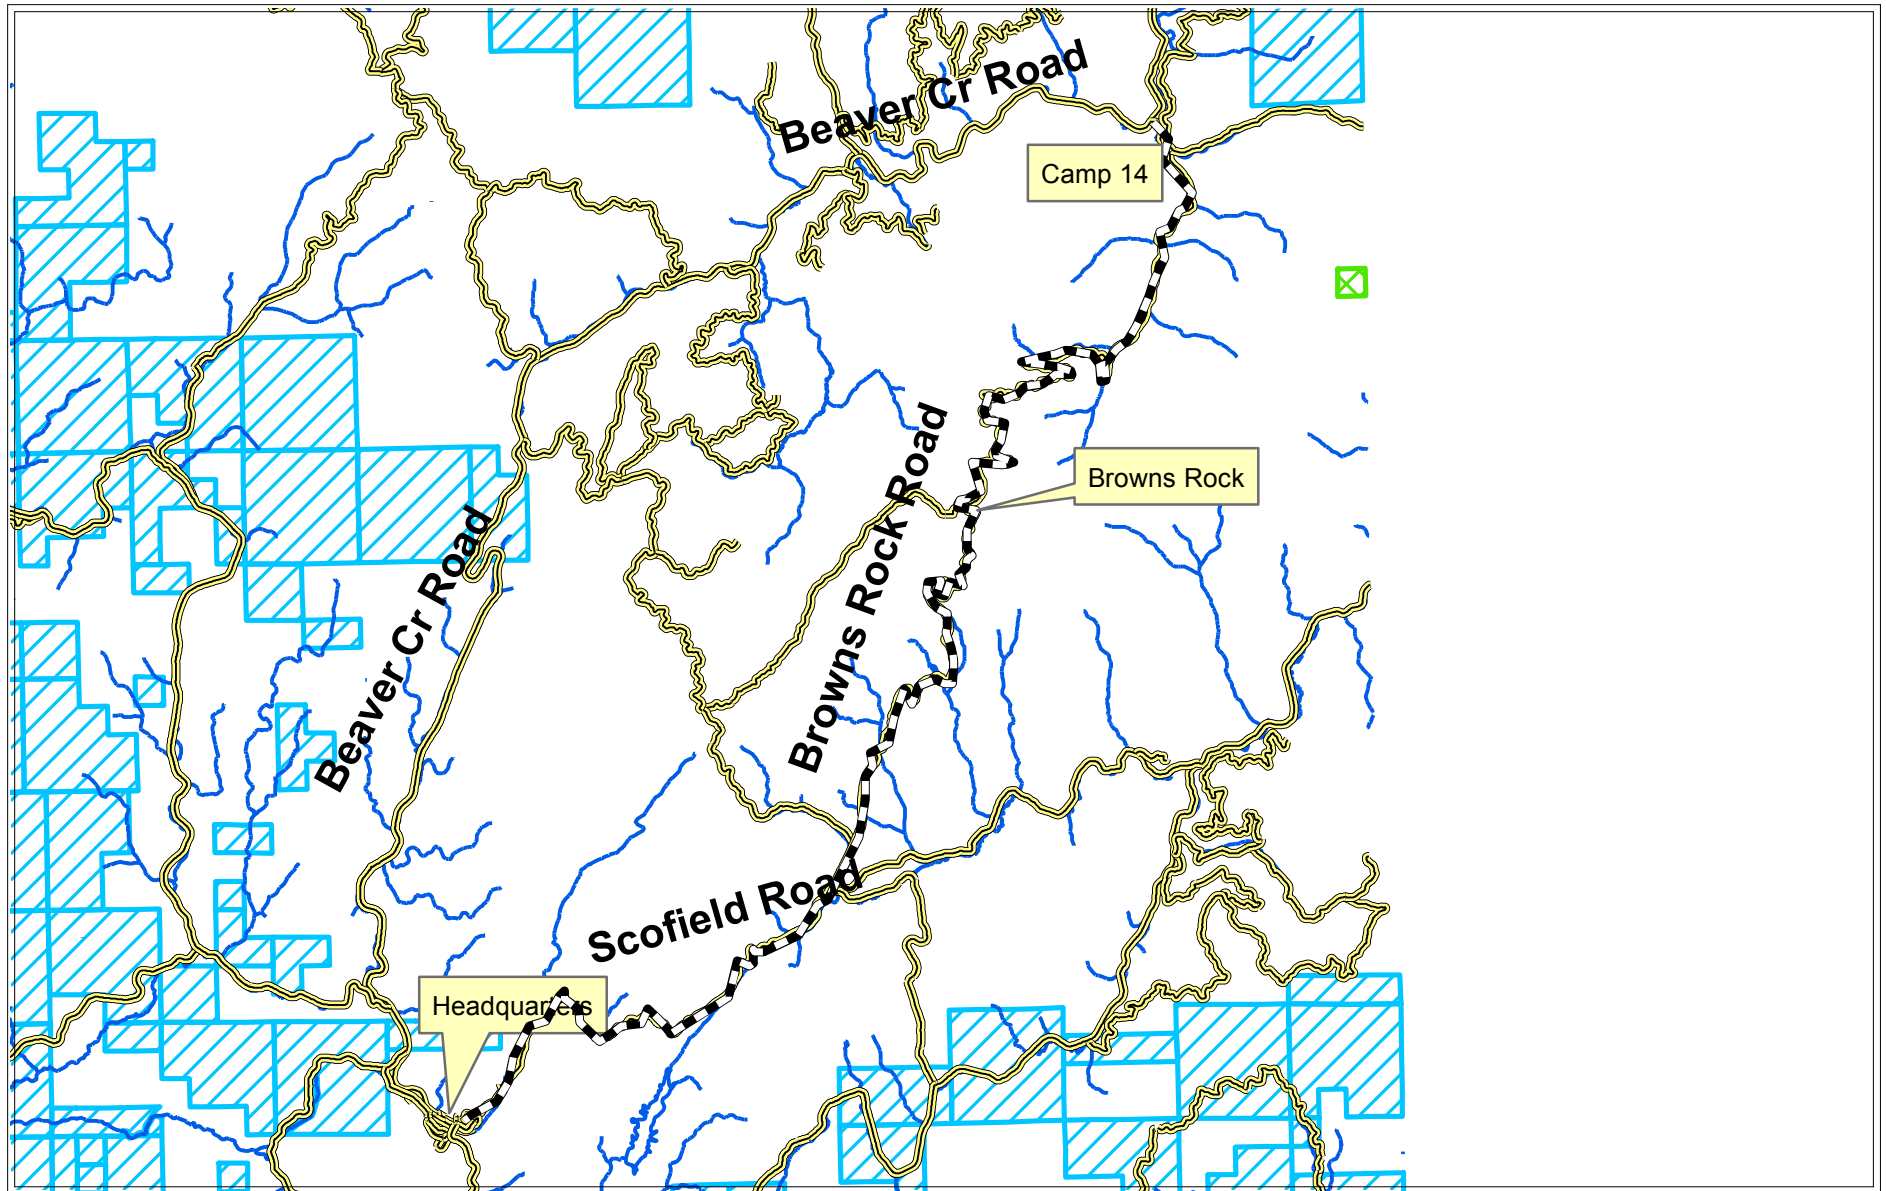 Beaver Cr Road
Camp 14
Browns Rock
Browns Rock Road
Beaver Cr Road
Scofield Road
Headquarters